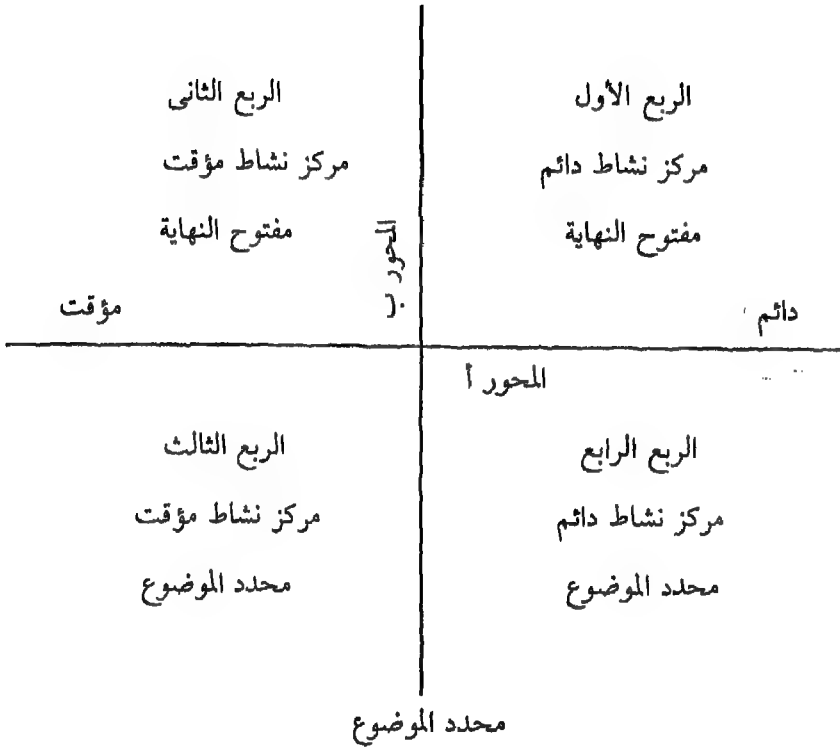 الربع الأول
مركز نشاط دائم
مفتوح النهاية
دائم
الربع الثانى
مركز نشاط مؤقت
مفتوح النهاية
مؤقت
المحور ب
المحور أ
الربع الرابع
مركز نشاط دائم
محدد الموضوع
الربع الثالث
مركز نشاط مؤقت
محدد الموضوع
محدد الموضوع